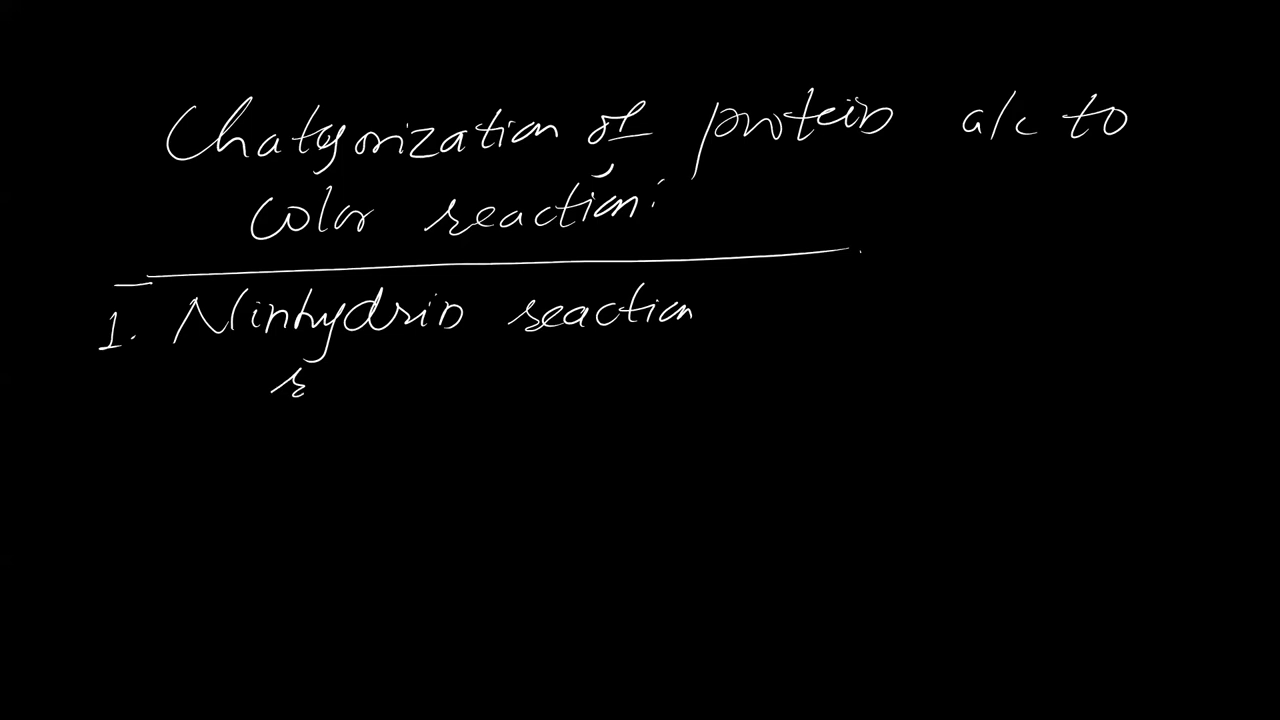 Chategorization of protein a/c to
color reaction:
1. Ninhydrin reaction
r